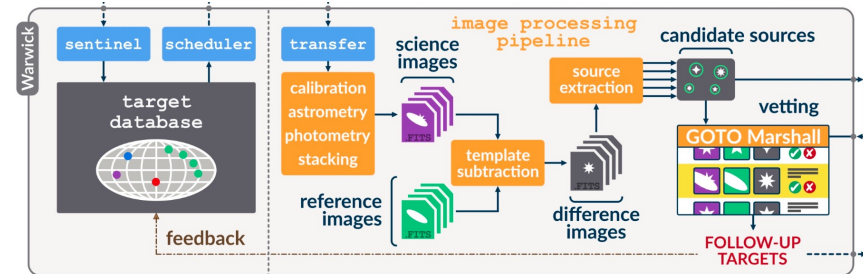 Warwick
sentinel
scheduler
target
database
feedback
transfer
image processing
pipeline
calibration
astrometry
photometry
stacking
science
images
.FITS
reference
images
.FITS
template
subtraction
.FITS
difference
images
source
extraction
candidate sources
vetting
GOTO Marshall
FOLLOW-UP
TARGETS